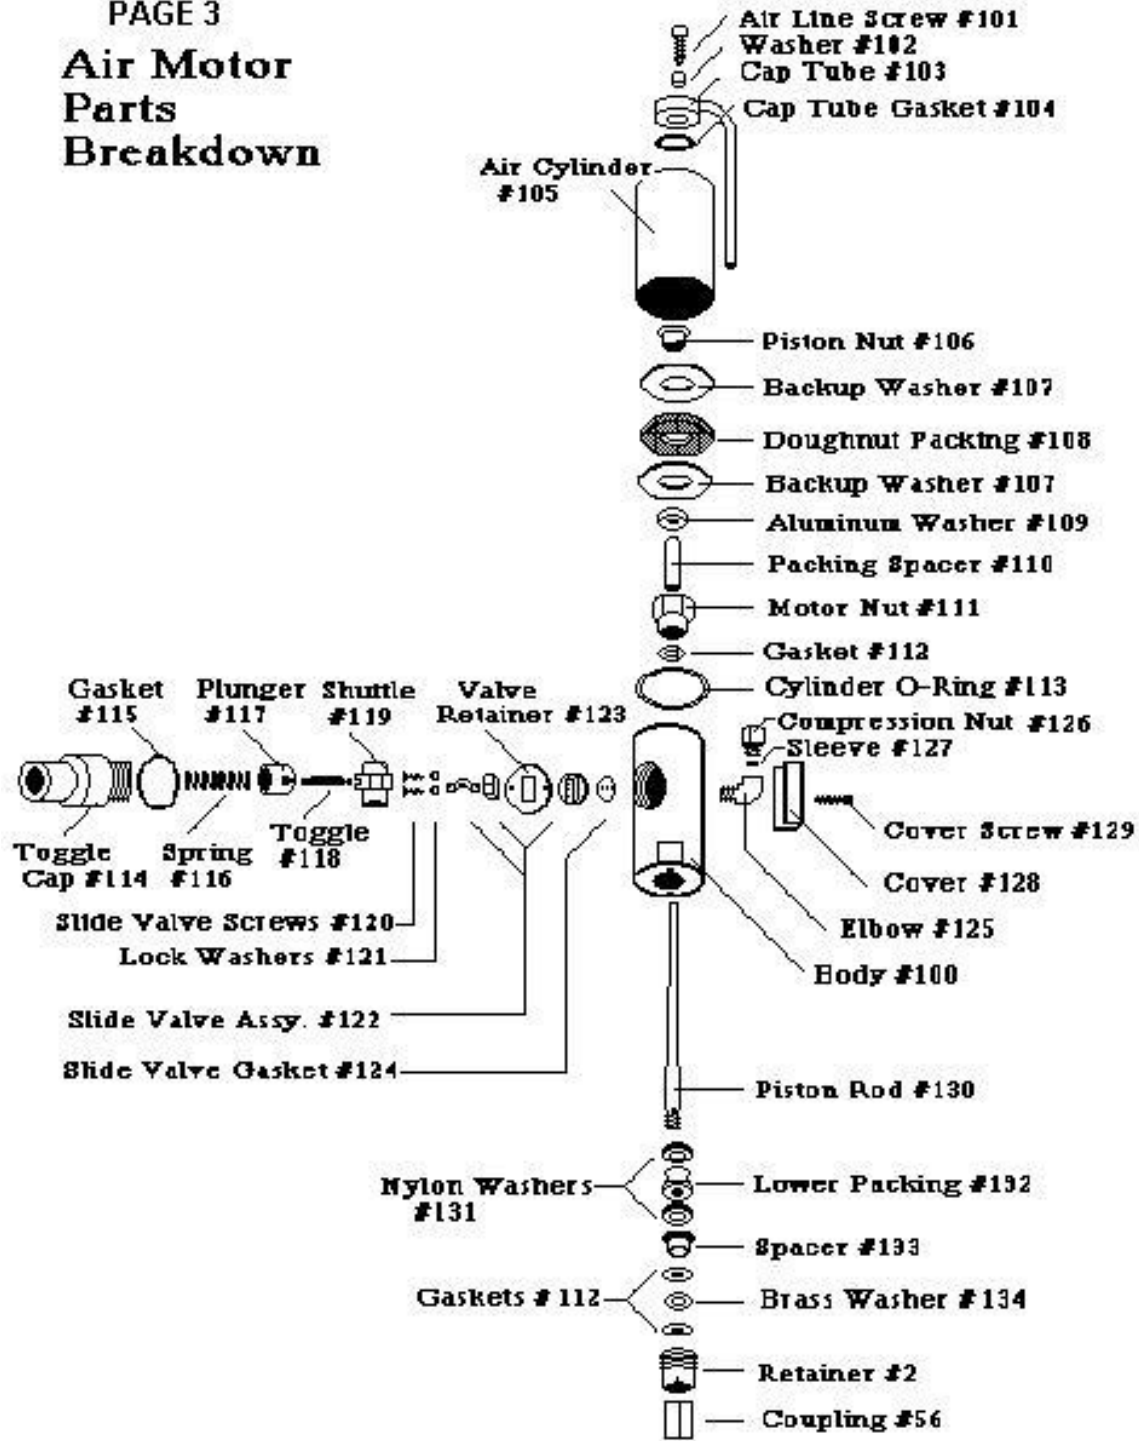 PAGE 3
Air Motor
Parts
Breakdown
Air Line Screw #101
Washer #102
Cap Tube #103
Cap Tube Gasket #104
Air Cylinder
#105
Piston Nut #106
Backup Washer #107
Doughnut Packing #108
Backup Washer #107
Aluminum Washer #109
Packing Spacer #110
Motor Nut #111
Gasket #112
Cylinder O-Ring #113
Compression Nut #126
Sleeve #127
Gasket
#115
Plunger
#117
Shuttle
#119
Valve
Retainer #123
Toggle
Cap #114
Spring
#116
Toggle
#118
Cover Screw #129
Cover #128
Elbow #125
Body #100
Slide Valve Screws #120
Lock Washers #121
Slide Valve Assy. #122
Slide Valve Gasket #124
Piston Rod #130
Nylon Washers
#131
Lower Packing #132
Spacer #133
Gaskets # 112
Brass Washer #134
Retainer #2
Coupling #56